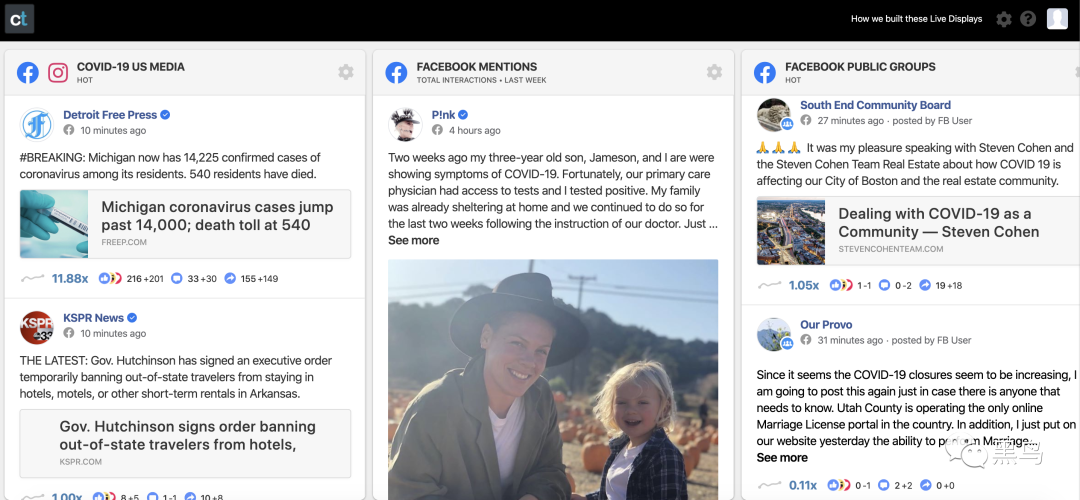 ct
How we built these Live Displays
COVID-19 US MEDIA
HOT
Detroit Free Press
10 minutes ago
#BREAKING: Michigan now has 14,225 confirmed cases of
coronavirus among its residents. 540 residents have died.
Michigan coronavirus cases jump
past 14,000; death toll at 540
FREEP.COM
11.88x 216 +201 33 +30 155 +149
KSPR News
10 minutes ago
THE LATEST: Gov. Hutchinson has signed an executive order
temporarily banning out-of-state travelers from staying in
hotels, motels, or other short-term rentals in Arkansas.
Gov. Hutchinson signs order banning
out-of-state travelers from hotels,
KSPR.COM
1.00x 8 +5 1 -1 10 +8
FACEBOOK MENTIONS
TOTAL INTERACTIONS • LAST WEEK
P!nk
4 hours ago
Two weeks ago my three-year old son, Jameson, and I are were
showing symptoms of COVID-19. Fortunately, our primary care
physician had access to tests and I tested positive. My family
was already sheltering at home and we continued to do so for
the last two weeks following the instruction of our doctor. Just ...
See more
FACEBOOK PUBLIC GROUPS
HOT
South End Community Board
27 minutes ago · posted by FB User
🙏🙏🙏 It was my pleasure speaking with Steven Cohen and
the Steven Cohen Team Real Estate about how COVID 19 is
affecting our City of Boston and the real estate community.
Dealing with COVID-19 as a
Community — Steven Cohen
STEVENCOHENTEAM.COM
1.05x 1 -1 0 -2 19 +18
Our Provo
31 minutes ago · posted by FB User
Since it seems the COVID-19 closures seem to be increasing, I
am going to post this again just in case there is anyone that
needs to know. Utah County is operating the only online
Marriage License portal in the country. In addition, I just put on
our website yesterday the ability to Marriage...
See more
黑鸟
0.11x 0 -1 2 +2 0 +0